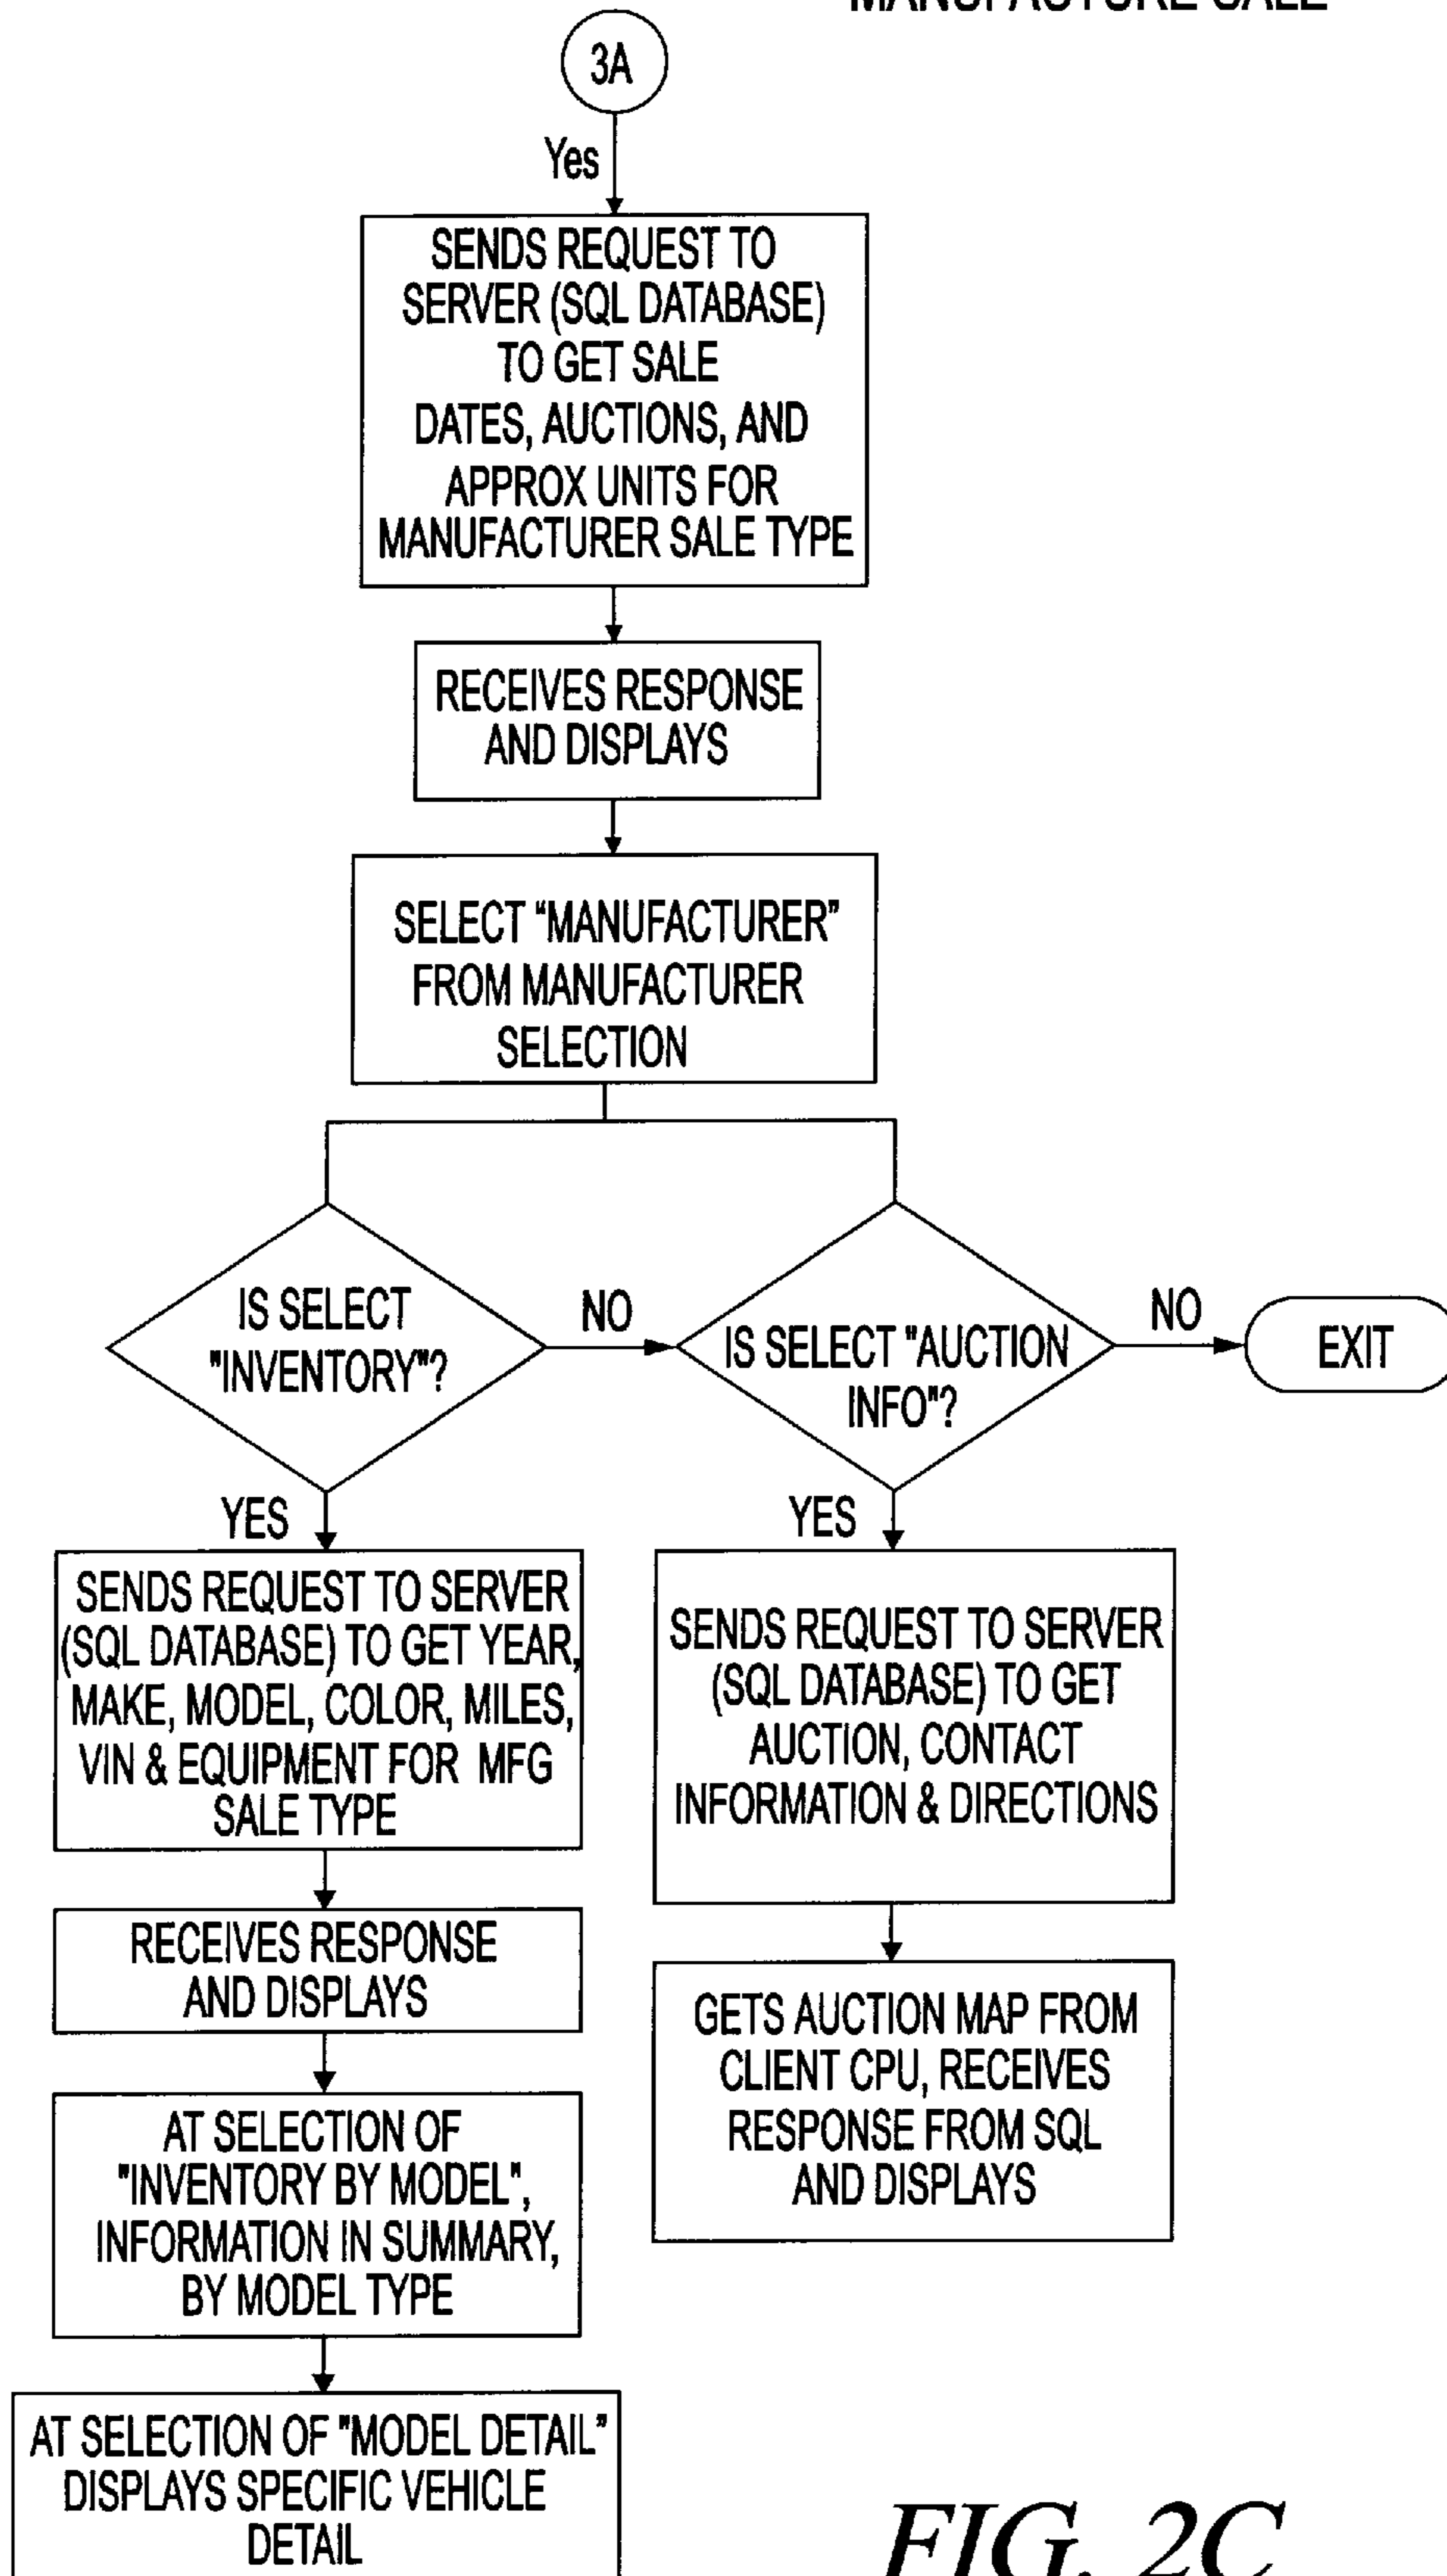 MANUFACTURE SALE
3A
Yes
SENDS REQUEST TO
SERVER (SQL DATABASE)
TO GET SALE
DATES, AUCTIONS, AND
APPROX UNITS FOR
MANUFACTURER SALE TYPE
RECEIVES RESPONSE
AND DISPLAYS
SELECT “MANUFACTURER”
FROM MANUFACTURER
SELECTION
IS SELECT
"INVENTORY"?
NO
IS SELECT "AUCTION
INFO"?
NO
EXIT
YES
SENDS REQUEST TO SERVER
(SQL DATABASE) TO GET YEAR,
MAKE, MODEL, COLOR, MILES,
VIN & EQUIPMENT FOR MFG
SALE TYPE
RECEIVES RESPONSE
AND DISPLAYS
AT SELECTION OF
"INVENTORY BY MODEL",
INFORMATION IN SUMMARY,
BY MODEL TYPE
AT SELECTION OF "MODEL DETAIL"
DISPLAYS SPECIFIC VEHICLE
DETAIL
YES
SENDS REQUEST TO SERVER
(SQL DATABASE) TO GET
AUCTION, CONTACT
INFORMATION & DIRECTIONS
GETS AUCTION MAP FROM
CLIENT CPU, RECEIVES
RESPONSE FROM SQL
AND DISPLAYS
FIG. 2C